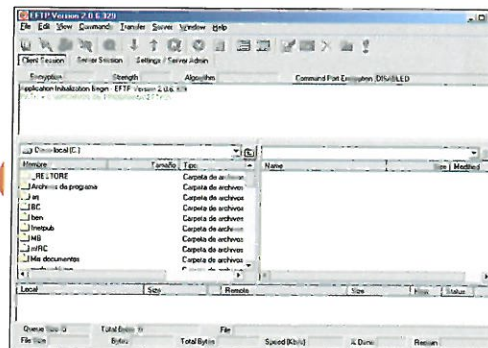 EFTP Version 2.0.6.329
File Edit View Commands Transfer Server Window Help
Client Session Server Session Settings / Server Admin
Encryption Strength Algorithm Command Port Encryption DISABLED
Application Initialization Begin - EFTP Version 2.0.6.329
Disco local (C:)
Nombre Tamaño Tipo
Name Size Modified
_RESTORE Carpeta de archivos
Archivos de programa Carpeta de archivos
arj Carpeta de archivos
BC Carpeta de archivos
ben Carpeta de archivos
Inetpub Carpeta de archivos
MB Carpeta de archivos
mIRC Carpeta de archivos
Mis documentos Carpeta de archivos
Local Size Remote Size Status
Queue Size: 0 Total Bytes: 0 File
File Size Bytes Total Bytes Speed (Kb/s) % Done Resum